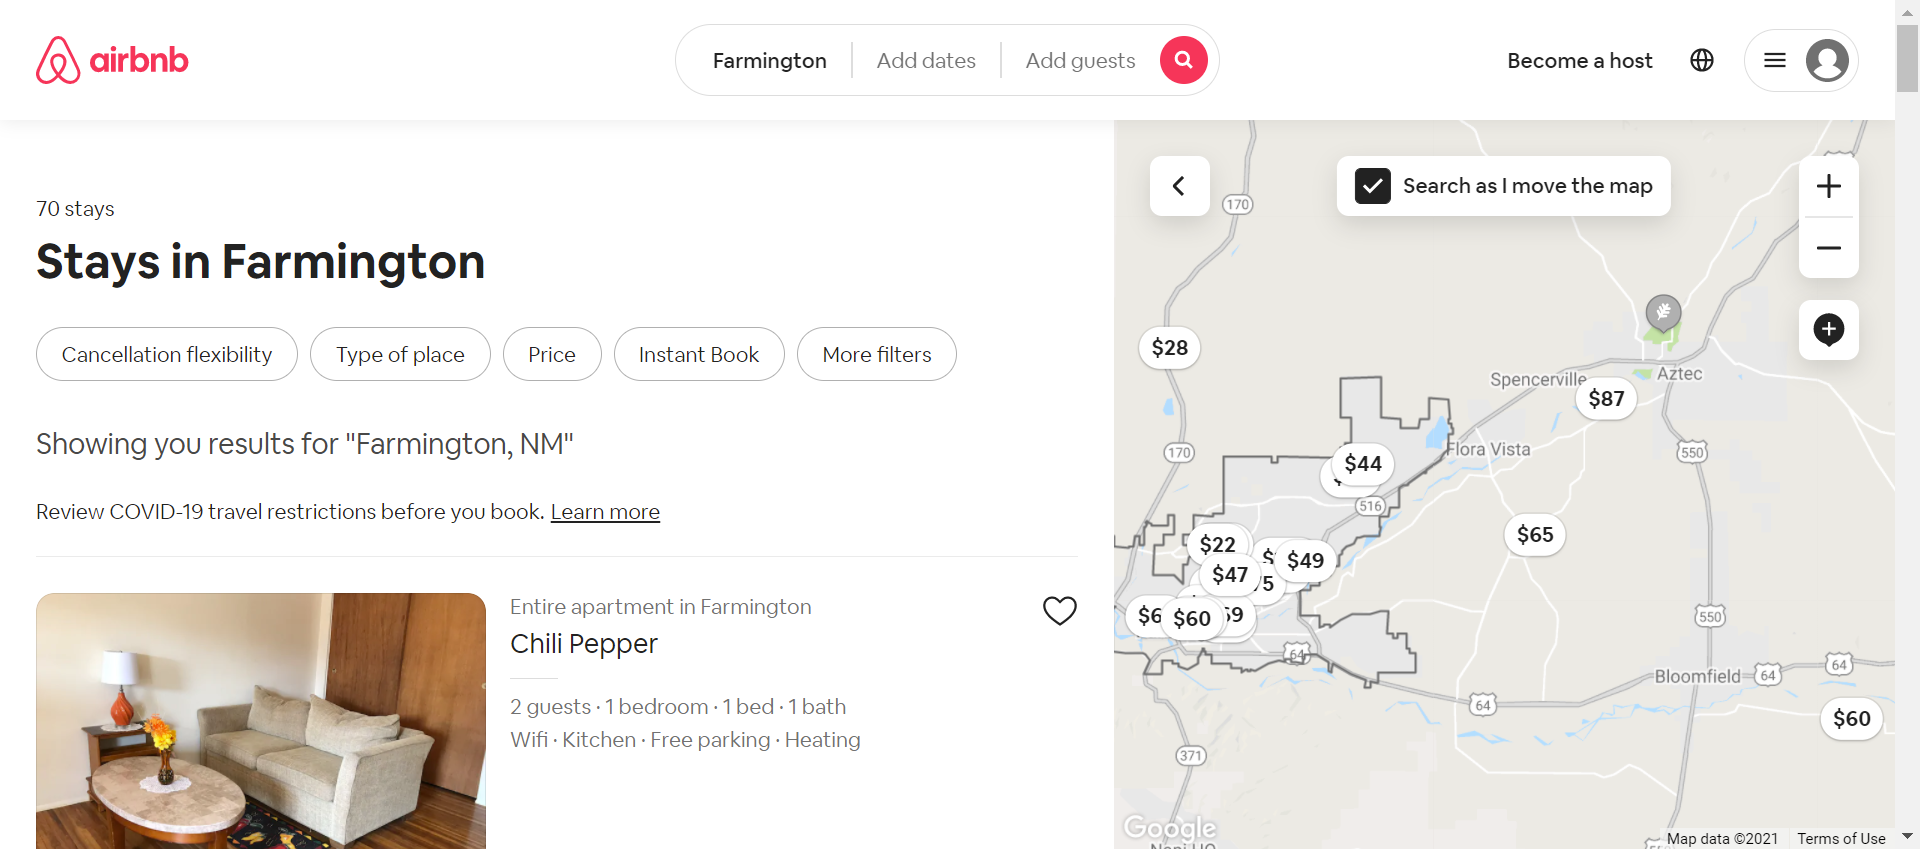 airbnb
Farmington
Add dates
Add guests
Become a host
70 stays
Stays in Farmington
Cancellation flexibility
Type of place
Price
Instant Book
More filters
Showing you results for "Farmington, NM"
Review COVID-19 travel restrictions before you book. Learn more
Entire apartment in Farmington
Chili Pepper
2 guests · 1 bedroom · 1 bed · 1 bath
Wifi · Kitchen · Free parking · Heating
Search as I move the map
170
$28
Spencerville
Aztec
$87
170
$44
Flora Vista
550
516
$22
$49
$65
$47
$60
550
64
Bloomfield
64
64
64
$60
371
Google
Map data ©2021
Terms of Use